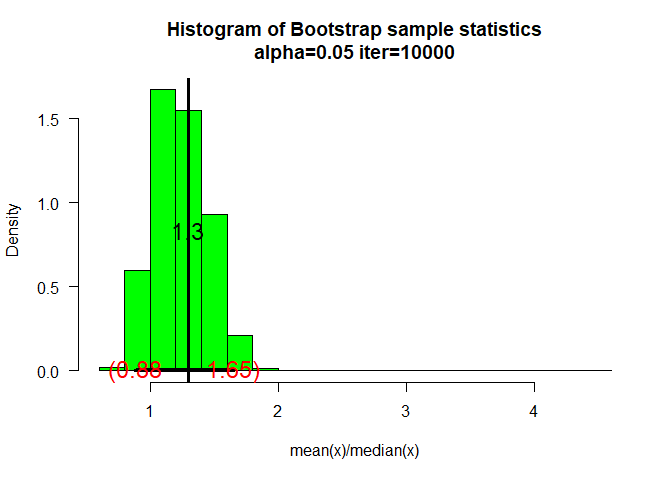 Histogram of Bootstrap sample statistics
alpha=0.05 iter=10000
Density
1.5
1.0
0.5
0.0
1.3
(0.88 1.65)
1 2 3 4
mean(x)/median(x)